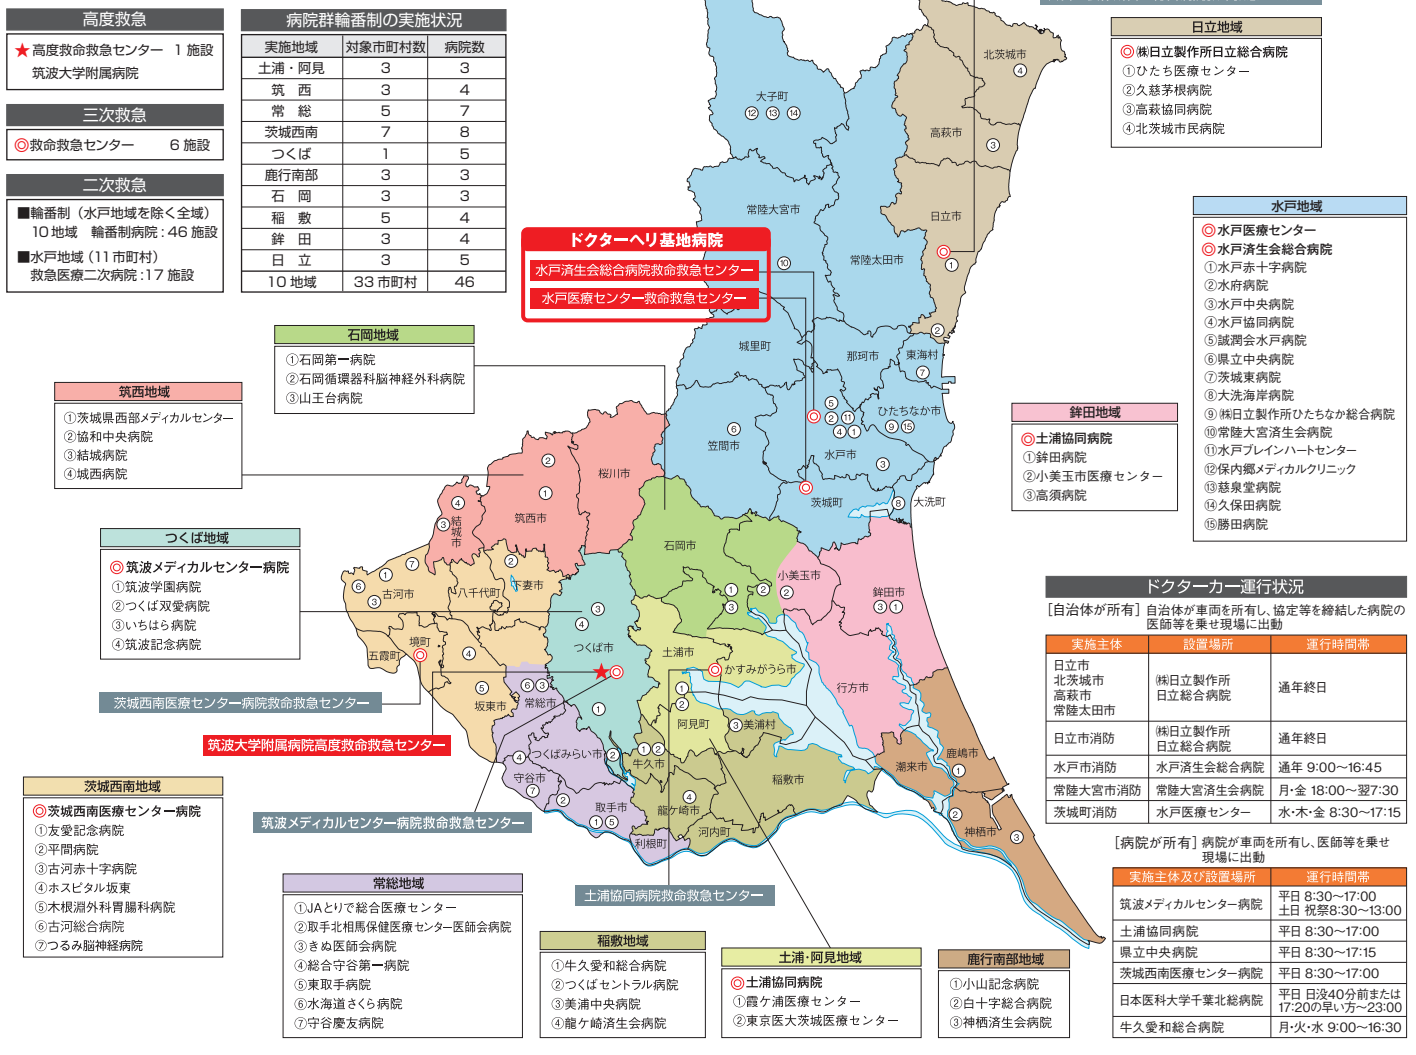 高度救急
★高度救命救急センター 1 施設
筑波大学附属病院
三次救急
◎救命救急センター 6 施設
二次救急
■輪番制（水戸地域を除く全域）
10 地域 輪番制病院：46 施設
■水戸地域（11 市町村）
救急医療二次病院：17 施設
病院群輪番制の実施状況
実施地域 対象市町村数 病院数
土浦・阿見 3 3
筑 西 3 4
常 総 5 7
茨城西南 7 8
つくば 1 5
鹿行南部 3 3
石 岡 3 3
稲 敷 5 4
鉾 田 3 4
日 立 3 5
10 地域 33 市町村 46
ドクターヘリ基地病院
水戸済生会総合病院救命救急センター
水戸医療センター救命救急センター
石岡地域
①石岡第一病院
②石岡循環器科脳神経外科病院
③山王台病院
筑西地域
①茨城県西部メディカルセンター
②協和中央病院
③結城病院
④城西病院
つくば地域
◎筑波メディカルセンター病院
①筑波学園病院
②つくば双愛病院
③いちはら病院
④筑波記念病院
茨城西南医療センター病院救命救急センター
筑波大学附属病院高度救命救急センター
筑波メディカルセンター病院救命救急センター
土浦協同病院救命救急センター
茨城西南地域
◎茨城西南医療センター病院
①友愛記念病院
②平間病院
③古河赤十字病院
④ホスピタル坂東
⑤木根淵外科胃腸科病院
⑥古河総合病院
⑦つるみ脳神経病院
常総地域
①JAとりで総合医療センター
②取手北相馬保健医療センター医師会病院
③きぬ医師会病院
④総合守谷第一病院
⑤東取手病院
⑥水海道さくら病院
⑦守谷慶友病院
稲敷地域
①牛久愛和総合病院
②つくばセントラル病院
③美浦中央病院
④龍ケ崎済生会病院
土浦・阿見地域
◎土浦協同病院
①霞ケ浦医療センター
②東京医大茨城医療センター
鹿行南部地域
①小山記念病院
②白十字総合病院
③神栖済生会病院
日立地域
◎㈱日立製作所日立総合病院
①ひたち医療センター
②久慈茅根病院
③高萩協同病院
④北茨城市民病院
水戸地域
◎水戸医療センター
◎水戸済生会総合病院
①水戸赤十字病院
②水府病院
③水戸中央病院
④水戸協同病院
⑤誠潤会水戸病院
⑥県立中央病院
⑦茨城東病院
⑧大洗海岸病院
⑨㈱日立製作所ひたちなか総合病院
⑩常陸大宮済生会病院
⑪水戸ブレインハートセンター
⑫保内郷メディカルクリニック
⑬慈泉堂病院
⑭久保田病院
⑮勝田病院
鉾田地域
◎土浦協同病院
①鉾田病院
②小美玉市医療センター
③高須病院
ドクターカー運行状況
［自治体が所有］自治体が車両を所有し、協定等を締結した病院の
医師等を乗せ現場に出動
実施主体 設置場所 運行時間帯
日立市
北茨城市
高萩市
常陸太田市
㈱日立製作所
日立総合病院
通年終日
日立市消防
㈱日立製作所
日立総合病院
通年終日
水戸市消防 水戸済生会総合病院 通年 9:00〜16:45
常陸大宮市消防 常陸大宮済生会病院 月・金 18:00〜翌7:30
茨城町消防 水戸医療センター 水・木・金 8:30〜17:15
［病院が所有］病院が車両を所有し、医師等を乗せ
現場に出動
実施主体及び設置場所 運行時間帯
筑波メディカルセンター病院
平日 8:30〜17:00
土日 祝祭8:30〜13:00
土浦協同病院 平日 8:30〜17:00
県立中央病院 平日 8:30〜17:15
茨城西南医療センター病院 平日 8:30〜17:00
日本医科大学千葉北総病院
平日 日没40分前または
17:20の早い方〜23:00
牛久愛和総合病院 月・火・水 9:00〜16:30
北茨城市
④
大子町
⑫ ⑬ ⑭
高萩市
③
常陸大宮市
⑩
日立市
◎
①
②
常陸太田市
城里町
那珂市
東海村
⑦
ひたちなか市
⑨ ⑮
◎ ⑤
② ⑪
④ ①
水戸市
③
笠間市
⑥
◎
茨城町
⑧ 大洗町
桜川市
②
①
筑西市
④
③ 結城市
石岡市
① ②
③
小美玉市
②
鉾田市
③ ①
⑦
⑥ ①
古河市
③
八千代町
②
下妻市
境町
◎
五霞町
④
⑤
坂東市
③
④
つくば市
★ ◎
①
②
土浦市
◎ かすみがうら市
①
②
阿見町
③ 美浦村
行方市
⑥ ③
常総市
つくばみらい市
④
守谷市
⑦
②
取手市
① ⑤
利根町
① ②
牛久市
④
龍ケ崎市
河内町
稲敷市
潮来市
鹿嶋市
①
②
神栖市
③